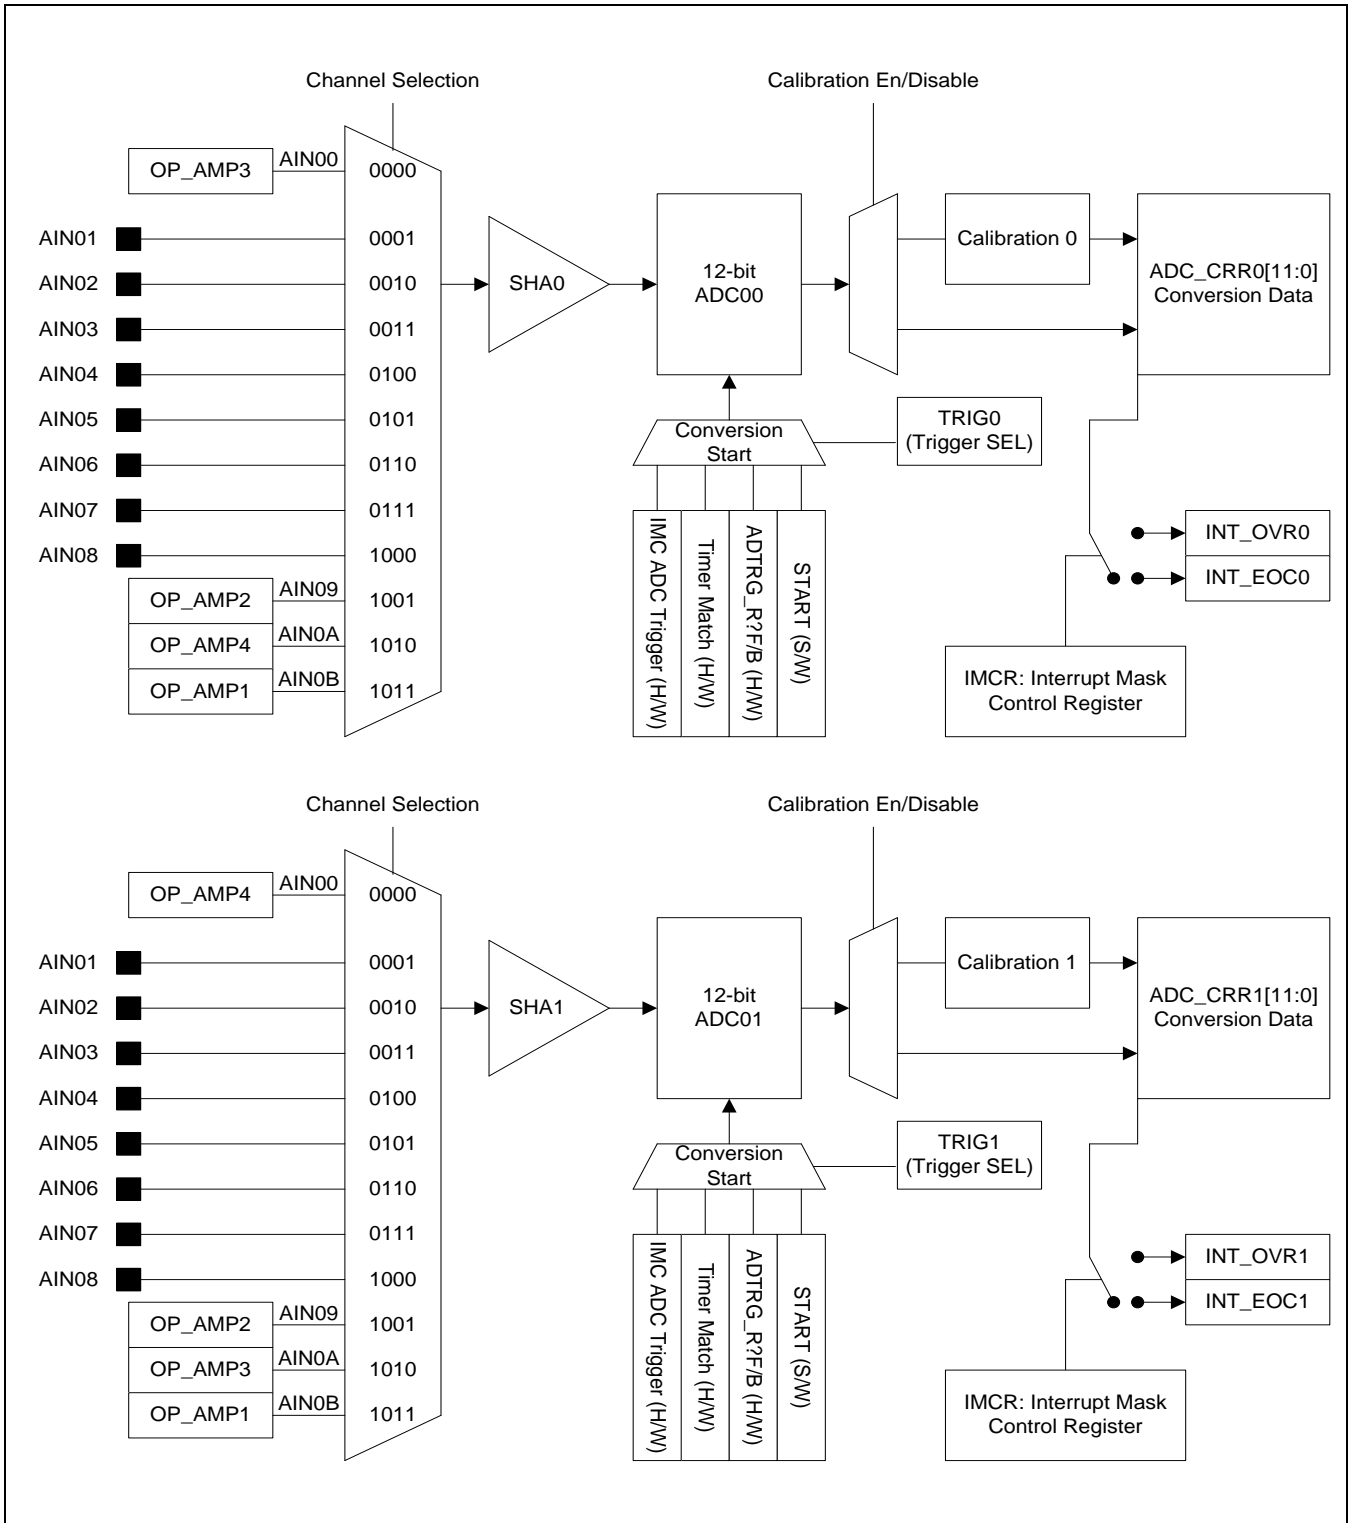 Channel Selection
Calibration En/Disable
OP_AMP3
AIN00
0000
AIN01
0001
AIN02
0010
AIN03
0011
AIN04
0100
AIN05
0101
AIN06
0110
AIN07
0111
AIN08
1000
OP_AMP2
AIN09
1001
OP_AMP4
AIN0A
1010
OP_AMP1
AIN0B
1011
SHA0
12-bit
ADC00
Calibration 0
ADC_CRR0[11:0]
Conversion Data
Conversion
Start
TRIG0
(Trigger SEL)
IMC ADC Trigger (H/W)
Timer Match (H/W)
ADTRG_R?F/B (H/W)
START (S/W)
INT_OVR0
INT_EOC0
IMCR: Interrupt Mask
Control Register
Channel Selection
Calibration En/Disable
OP_AMP4
AIN00
0000
AIN01
0001
AIN02
0010
AIN03
0011
AIN04
0100
AIN05
0101
AIN06
0110
AIN07
0111
AIN08
1000
OP_AMP2
AIN09
1001
OP_AMP3
AIN0A
1010
OP_AMP1
AIN0B
1011
SHA1
12-bit
ADC01
Calibration 1
ADC_CRR1[11:0]
Conversion Data
Conversion
Start
TRIG1
(Trigger SEL)
IMC ADC Trigger (H/W)
Timer Match (H/W)
ADTRG_R?F/B (H/W)
START (S/W)
INT_OVR1
INT_EOC1
IMCR: Interrupt Mask
Control Register